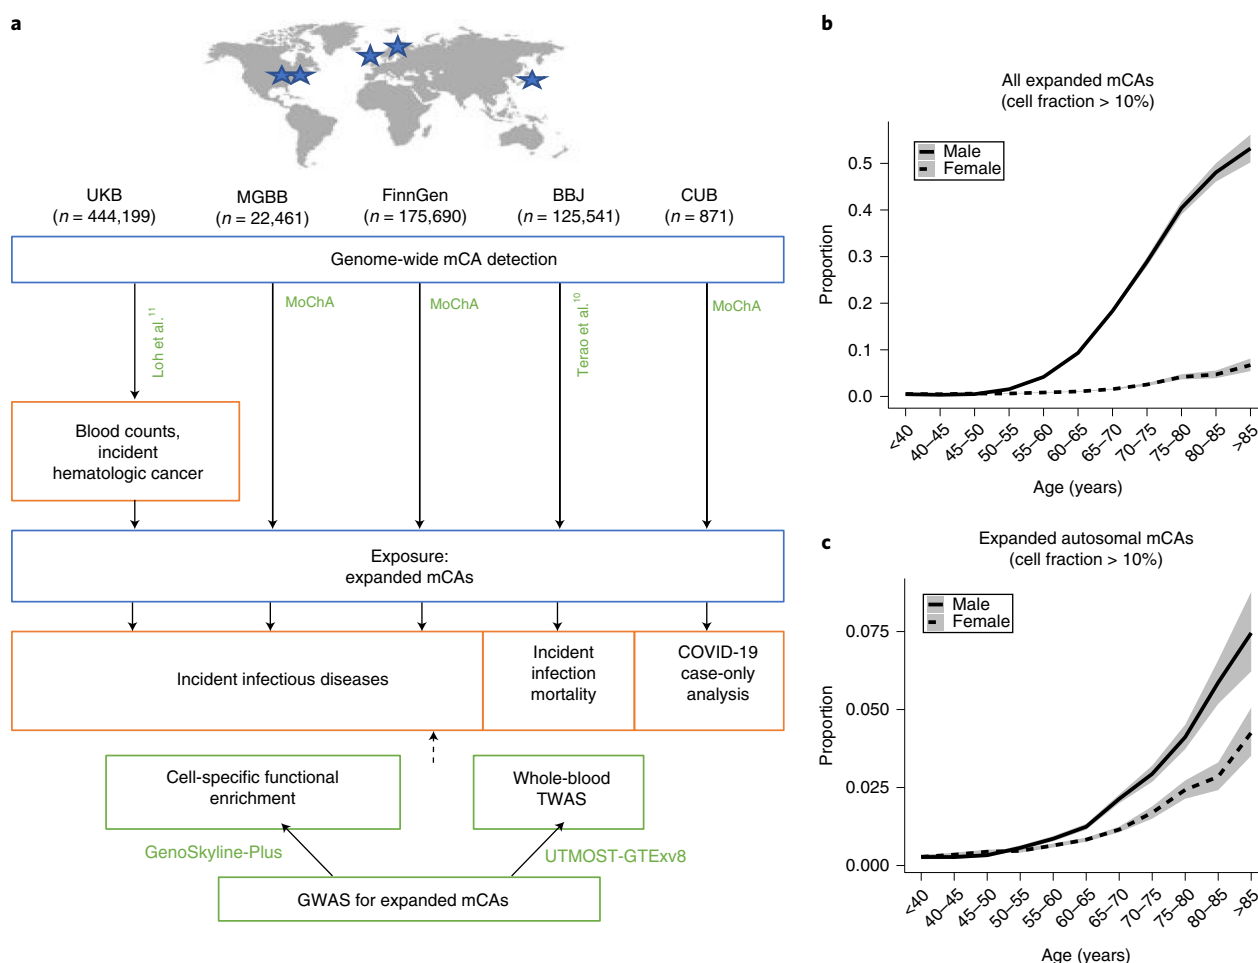 a
UKB
(n = 444,199)
MGBB
(n = 22,461)
FinnGen
(n = 175,690)
BBJ
(n = 125,541)
CUB
(n = 871)
Genome-wide mCA detection
Loh et al.11
MoChA
MoChA
Terao et al.10
MoChA
Blood counts,
incident
hematologic cancer
Exposure:
expanded mCAs
Incident infectious diseases
Incident
infection
mortality
COVID-19
case-only
analysis
Cell-specific functional
enrichment
Whole-blood
TWAS
GenoSkyline-Plus
UTMOST-GTExv8
GWAS for expanded mCAs
b
All expanded mCAs
(cell fraction > 10%)
Male
Female
Proportion
0.5
0.4
0.3
0.2
0.1
0.0
<40
40–45
45–50
50–55
55–60
60–65
65–70
70–75
75–80
80–85
>85
Age (years)
c
Expanded autosomal mCAs
(cell fraction > 10%)
Male
Female
Proportion
0.075
0.050
0.025
0.000
<40
40–45
45–50
50–55
55–60
60–65
65–70
70–75
75–80
80–85
>85
Age (years)